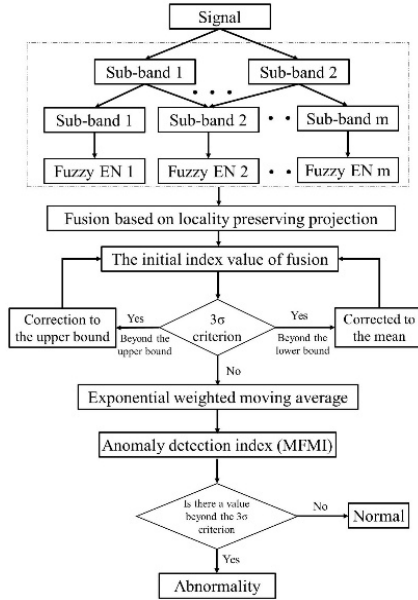 Signal
Sub-band 1
Sub-band 2
Sub-band 1
Sub-band 2
Sub-band m
Fuzzy EN 1
Fuzzy EN 2
Fuzzy EN m
Fusion based on locality preserving projection
The initial index value of fusion
Correction to
the upper bound
Yes
Beyond the
upper bound
3σ
criterion
Yes
Beyond the
lower bound
Corrected to
the mean
No
Exponential weighted moving average
Anomaly detection index (MFMI)
Is there a value
beyond the 3σ
criterion
No
Normal
Yes
Abnormality